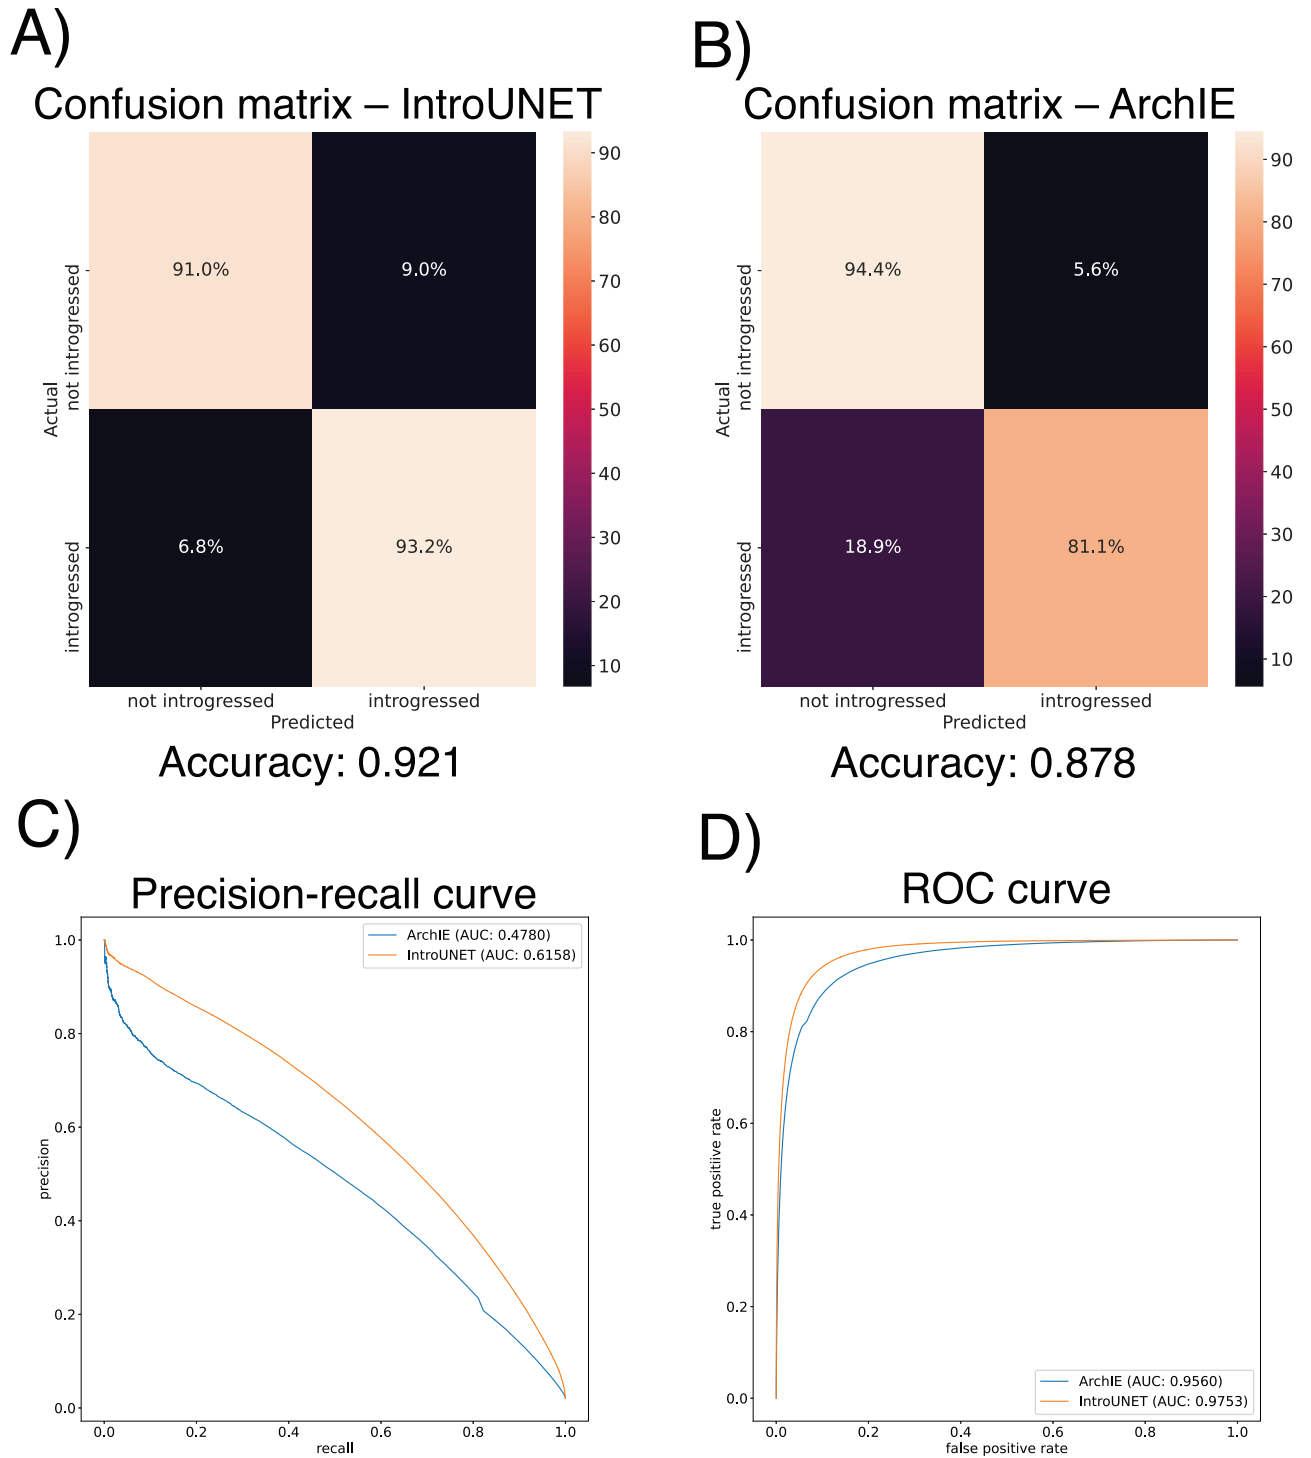 A)
Confusion matrix – IntroUNET
91.0%
9.0%
6.8%
93.2%
90
80
70
60
50
40
30
20
10
Actual
not introgressed
introgressed
not introgressed
introgressed
Predicted
Accuracy: 0.921
B)
Confusion matrix – ArchIE
94.4%
5.6%
18.9%
81.1%
90
80
70
60
50
40
30
20
10
Actual
not introgressed
introgressed
not introgressed
introgressed
Predicted
Accuracy: 0.878
C)
Precision-recall curve
ArchIE (AUC: 0.4780)
IntroUNET (AUC: 0.6158)
1.0
0.8
0.6
0.4
0.2
0.0
precision
0.0 0.2 0.4 0.6 0.8 1.0
recall
D)
ROC curve
1.0
0.8
0.6
0.4
0.2
0.0
true positiive rate
ArchIE (AUC: 0.9560)
IntroUNET (AUC: 0.9753)
0.0 0.2 0.4 0.6 0.8 1.0
false positive rate